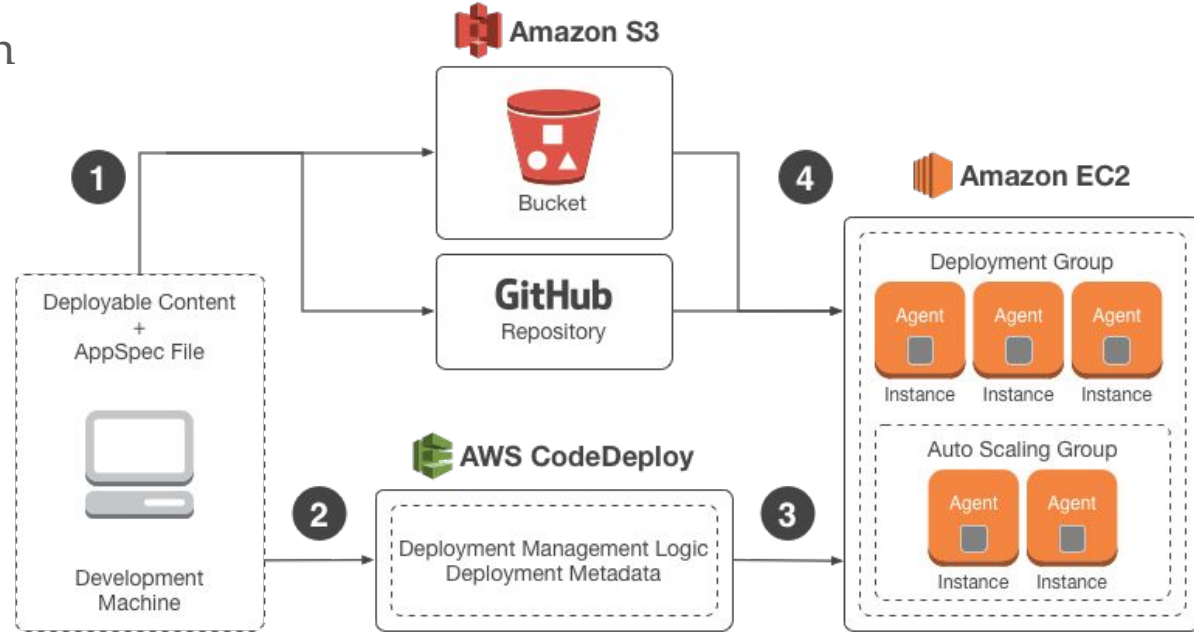 n
Amazon S3
1
Bucket
4
Amazon EC2
GitHub
Repository
Deployable Content
+
AppSpec File
Development
Machine
2
AWS CodeDeploy
Deployment Management Logic
Deployment Metadata
3
Deployment Group
Agent Agent Agent
Instance Instance Instance
Auto Scaling Group
Agent Agent
Instance Instance